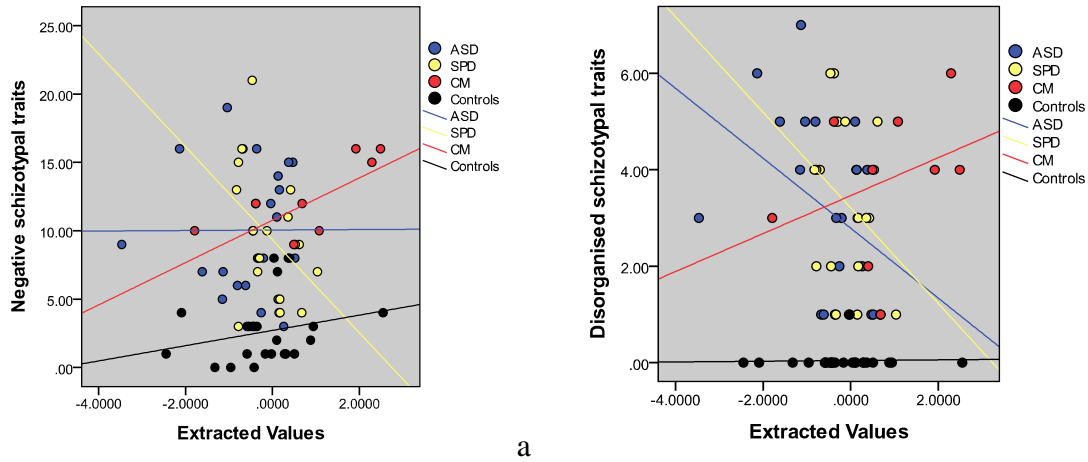 Negative schizotypal traits
25.00
20.00
15.00
10.00
5.00
.00
-4.0000 -2.0000 .0000 2.0000
Extracted Values
ASD
SPD
CM
Controls
ASD
SPD
CM
Controls
a
Disorganised schizotypal traits
6.00
4.00
2.00
.00
-4.0000 -2.0000 .0000 2.0000
Extracted Values
ASD
SPD
CM
Controls
ASD
SPD
CM
Controls